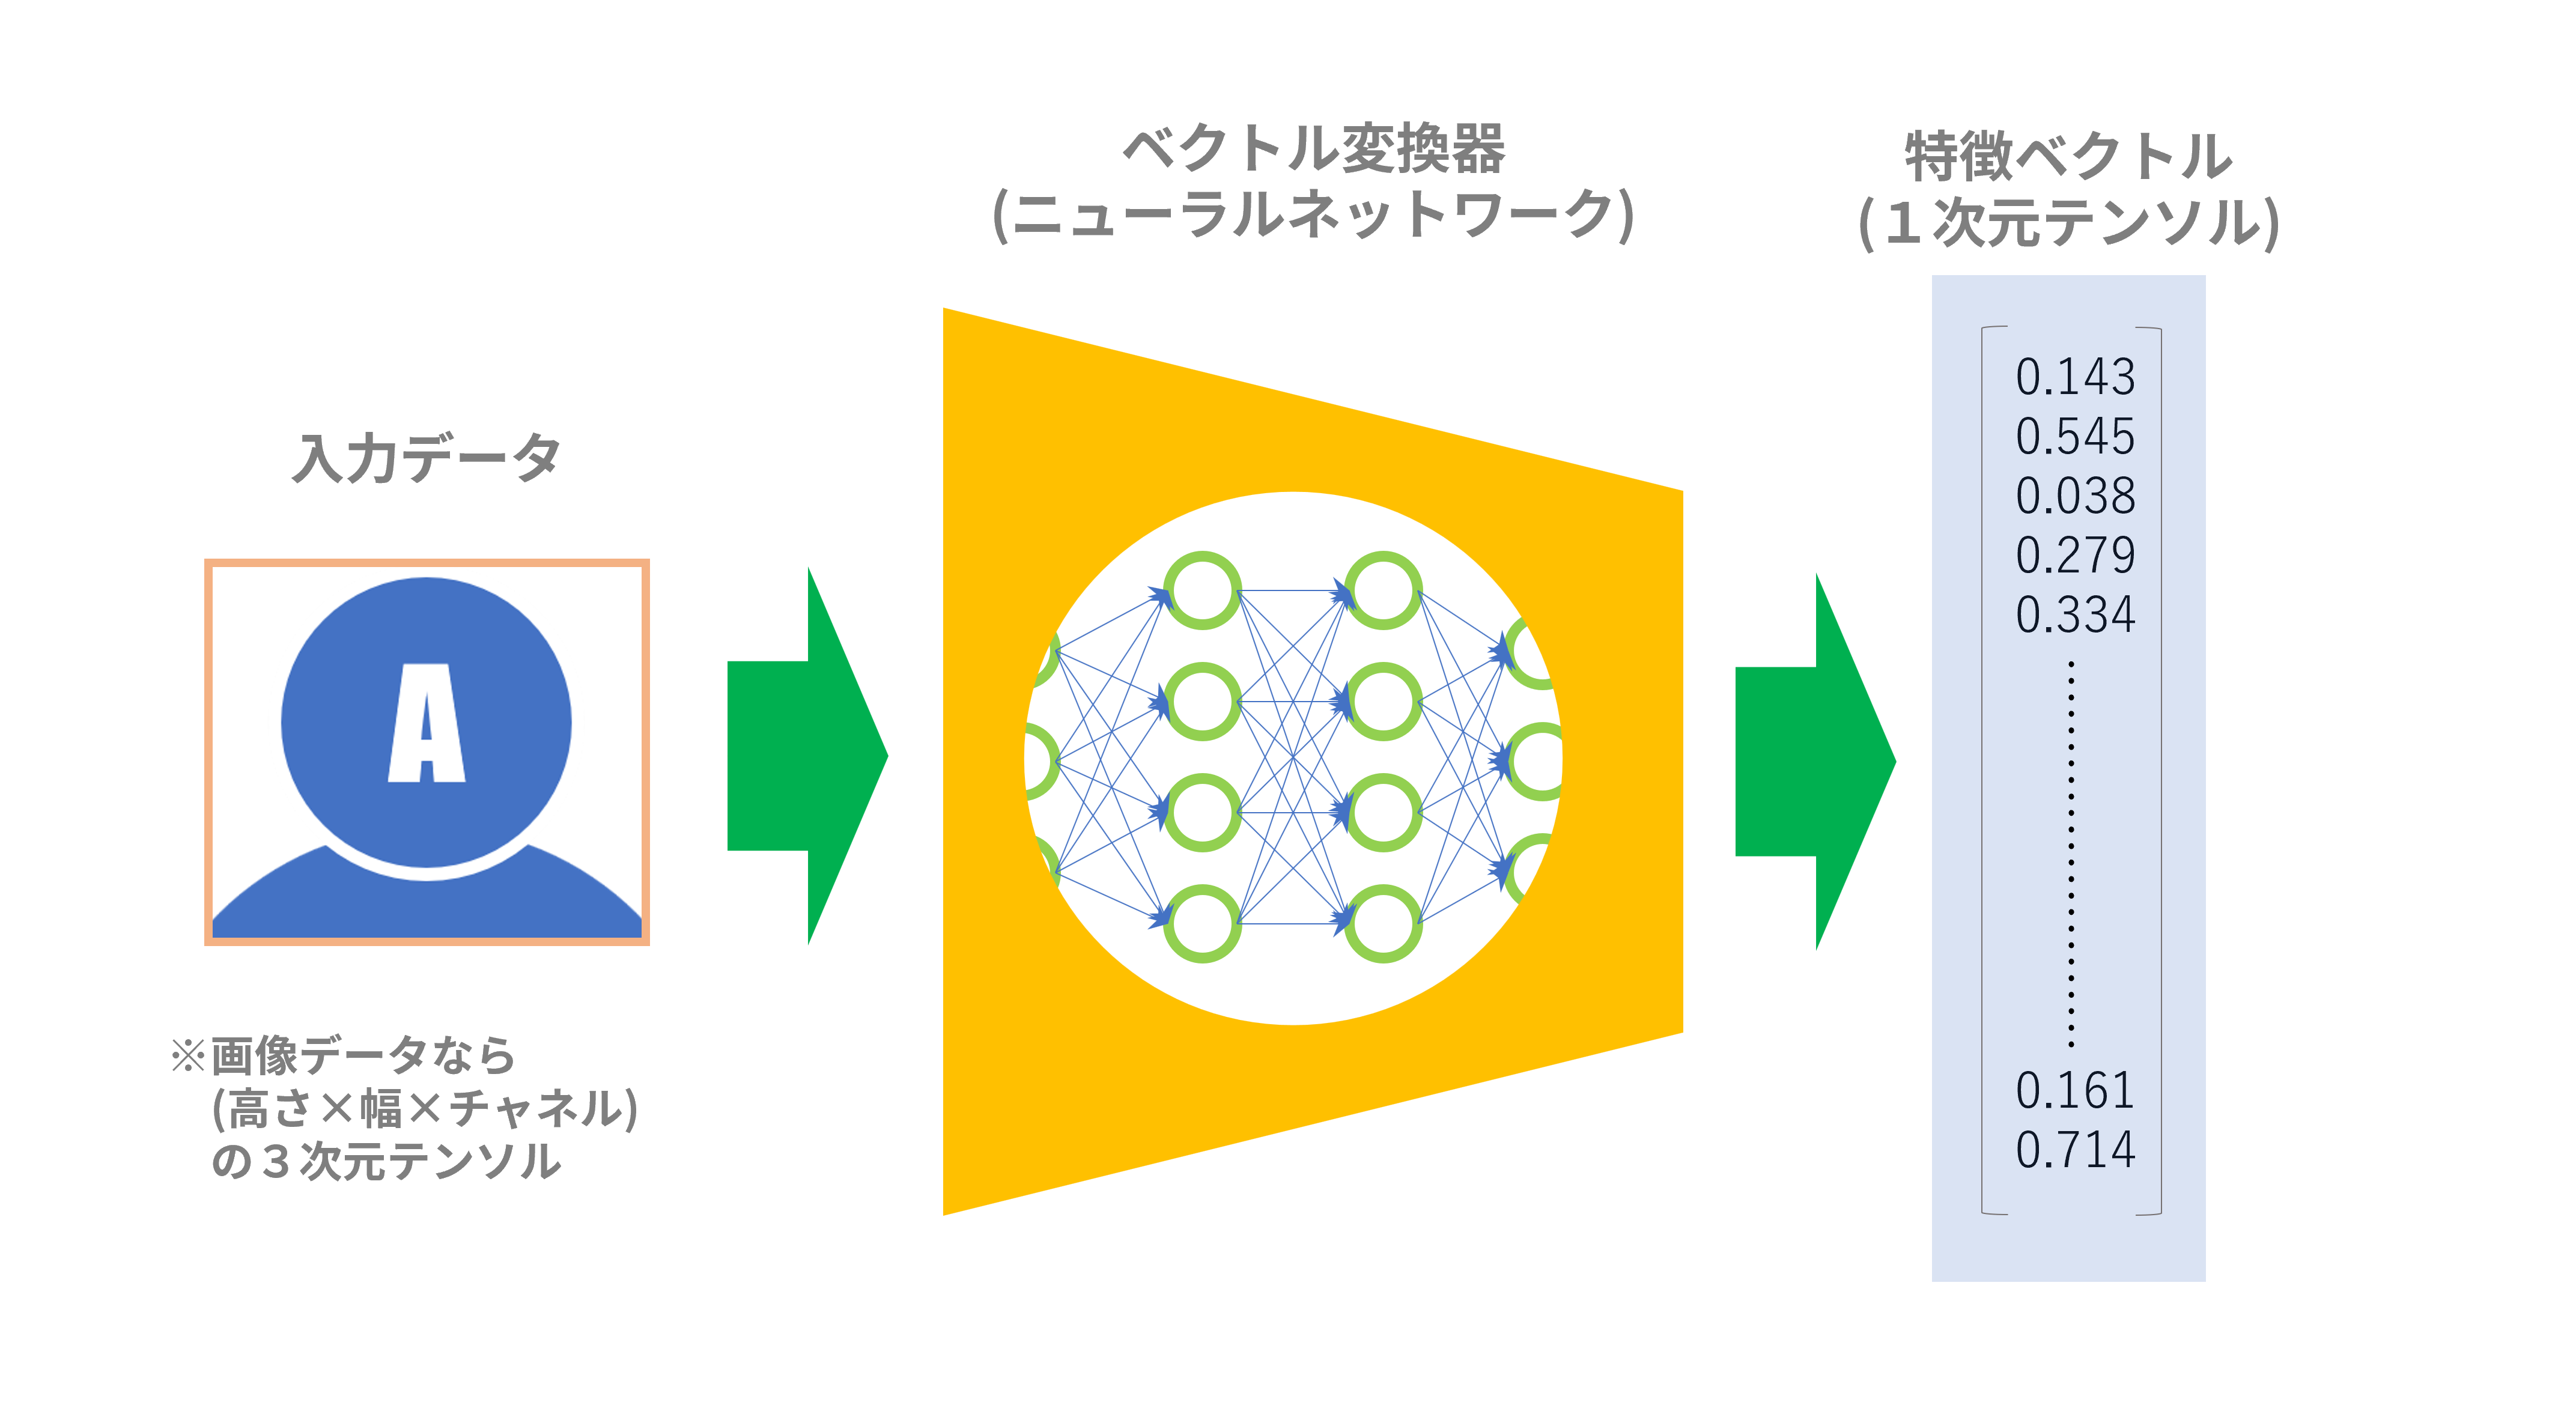 入力データ
A
※画像データなら
(高さ×幅×チャネル)
の３次元テンソル
ベクトル変換器
(ニューラルネットワーク)
特徴ベクトル
(１次元テンソル)
0.143
0.545
0.038
0.279
0.334
0.161
0.714